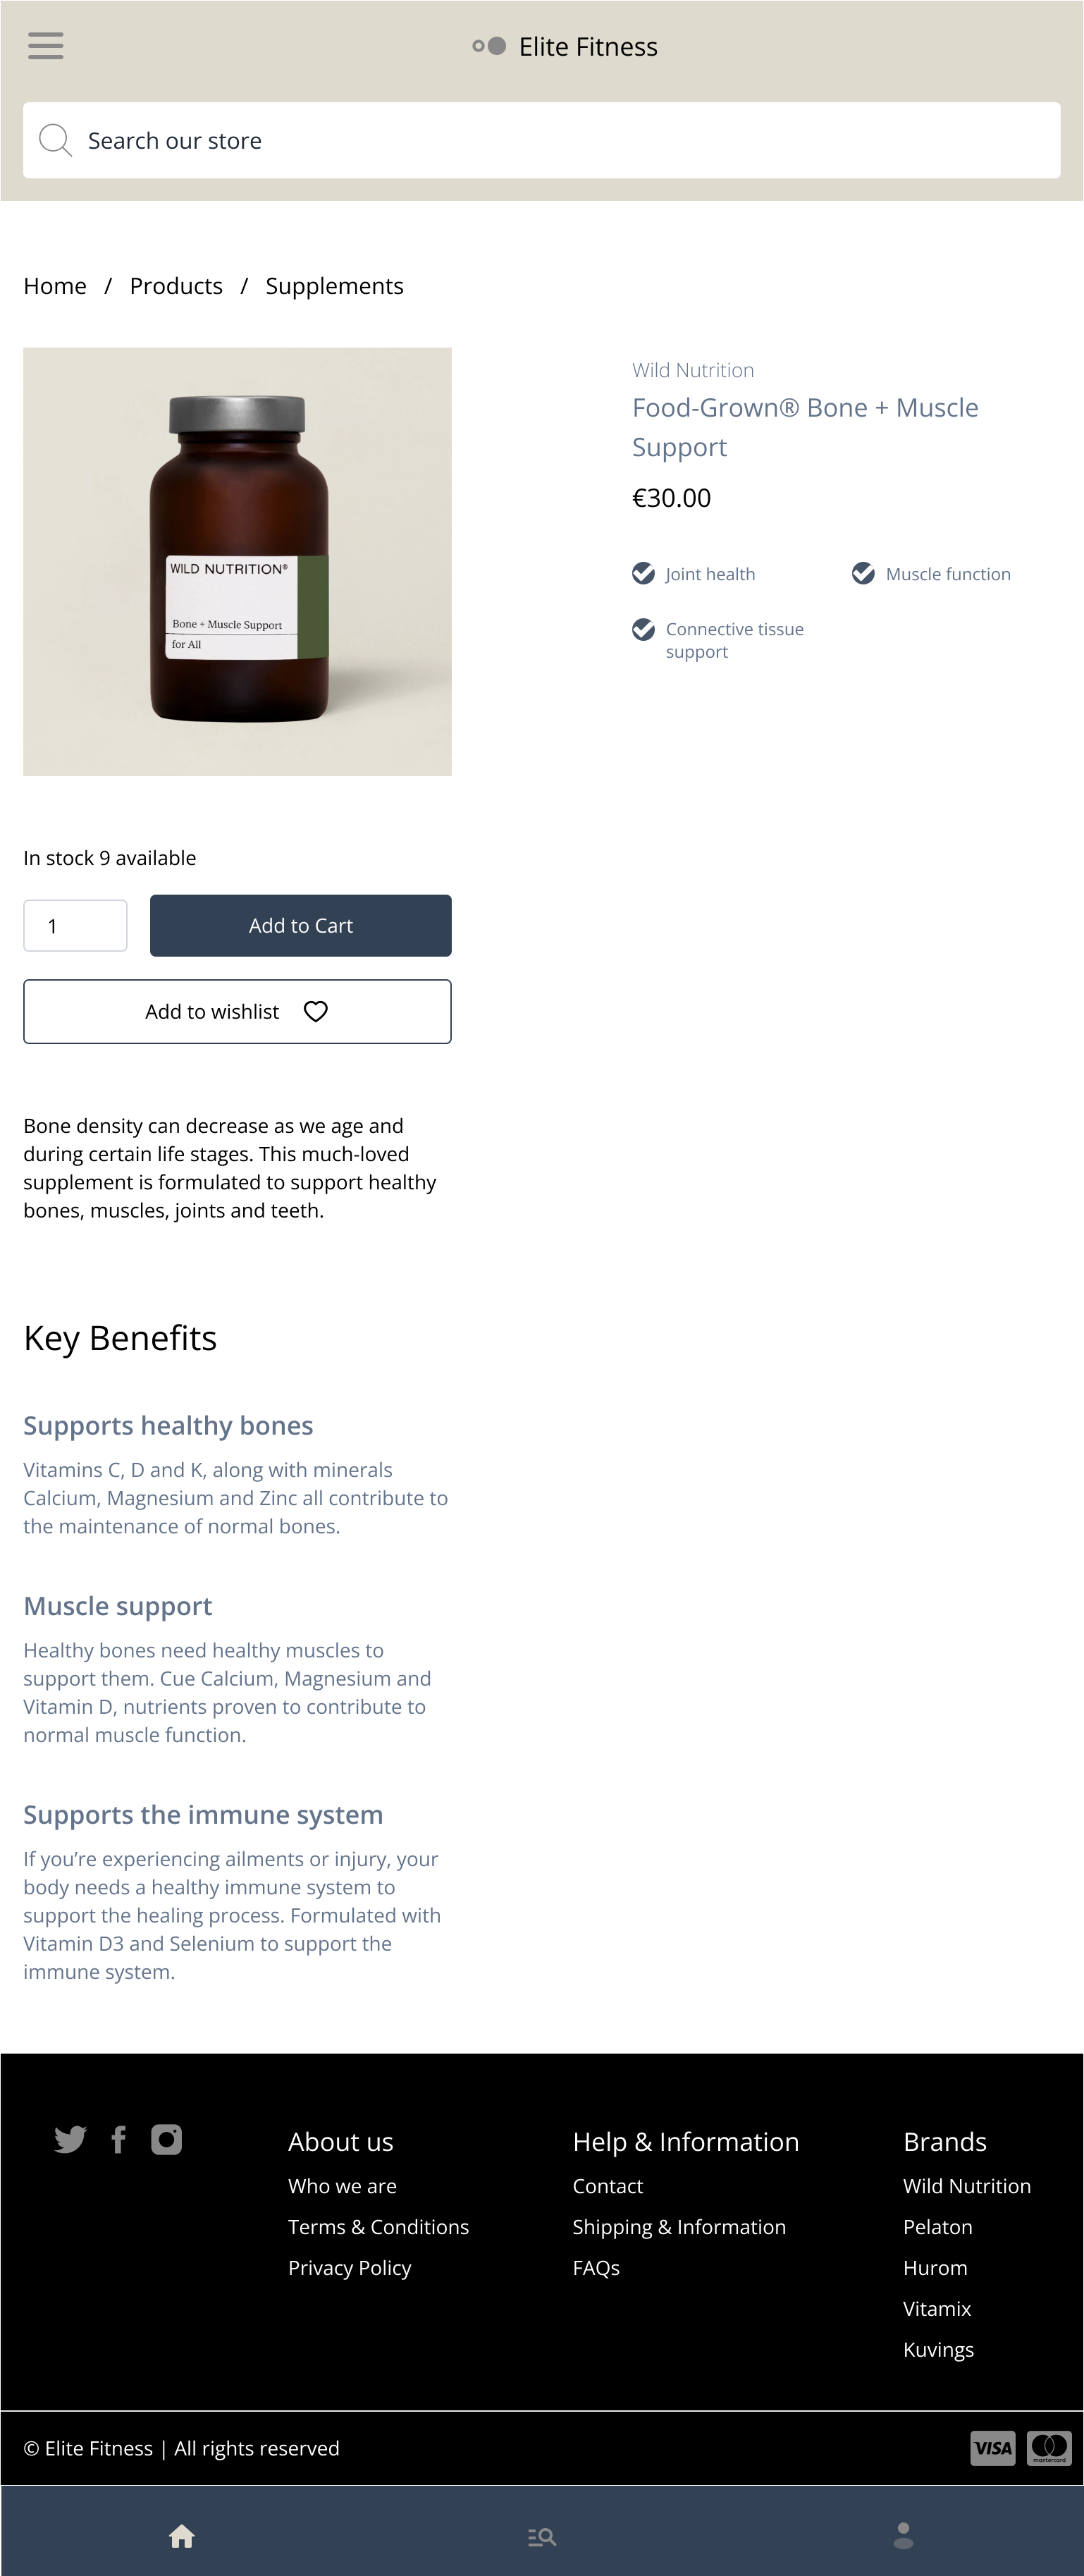 Elite Fitness
Search our store
Home / Products / Supplements
WILD NUTRITION®
Bone + Muscle Support
for All
Wild Nutrition
Food-Grown® Bone + Muscle
Support
€30.00
Joint health
Muscle function
Connective tissue
support
In stock 9 available
1
Add to Cart
Add to wishlist
Bone density can decrease as we age and
during certain life stages. This much-loved
supplement is formulated to support healthy
bones, muscles, joints and teeth.
Key Benefits
Supports healthy bones
Vitamins C, D and K, along with minerals
Calcium, Magnesium and Zinc all contribute to
the maintenance of normal bones.
Muscle support
Healthy bones need healthy muscles to
support them. Cue Calcium, Magnesium and
Vitamin D, nutrients proven to contribute to
normal muscle function.
Supports the immune system
If you’re experiencing ailments or injury, your
body needs a healthy immune system to
support the healing process. Formulated with
Vitamin D3 and Selenium to support the
immune system.
About us
Who we are
Terms & Conditions
Privacy Policy
Help & Information
Contact
Shipping & Information
FAQs
Brands
Wild Nutrition
Pelaton
Hurom
Vitamix
Kuvings
© Elite Fitness | All rights reserved
VISA
mastercard